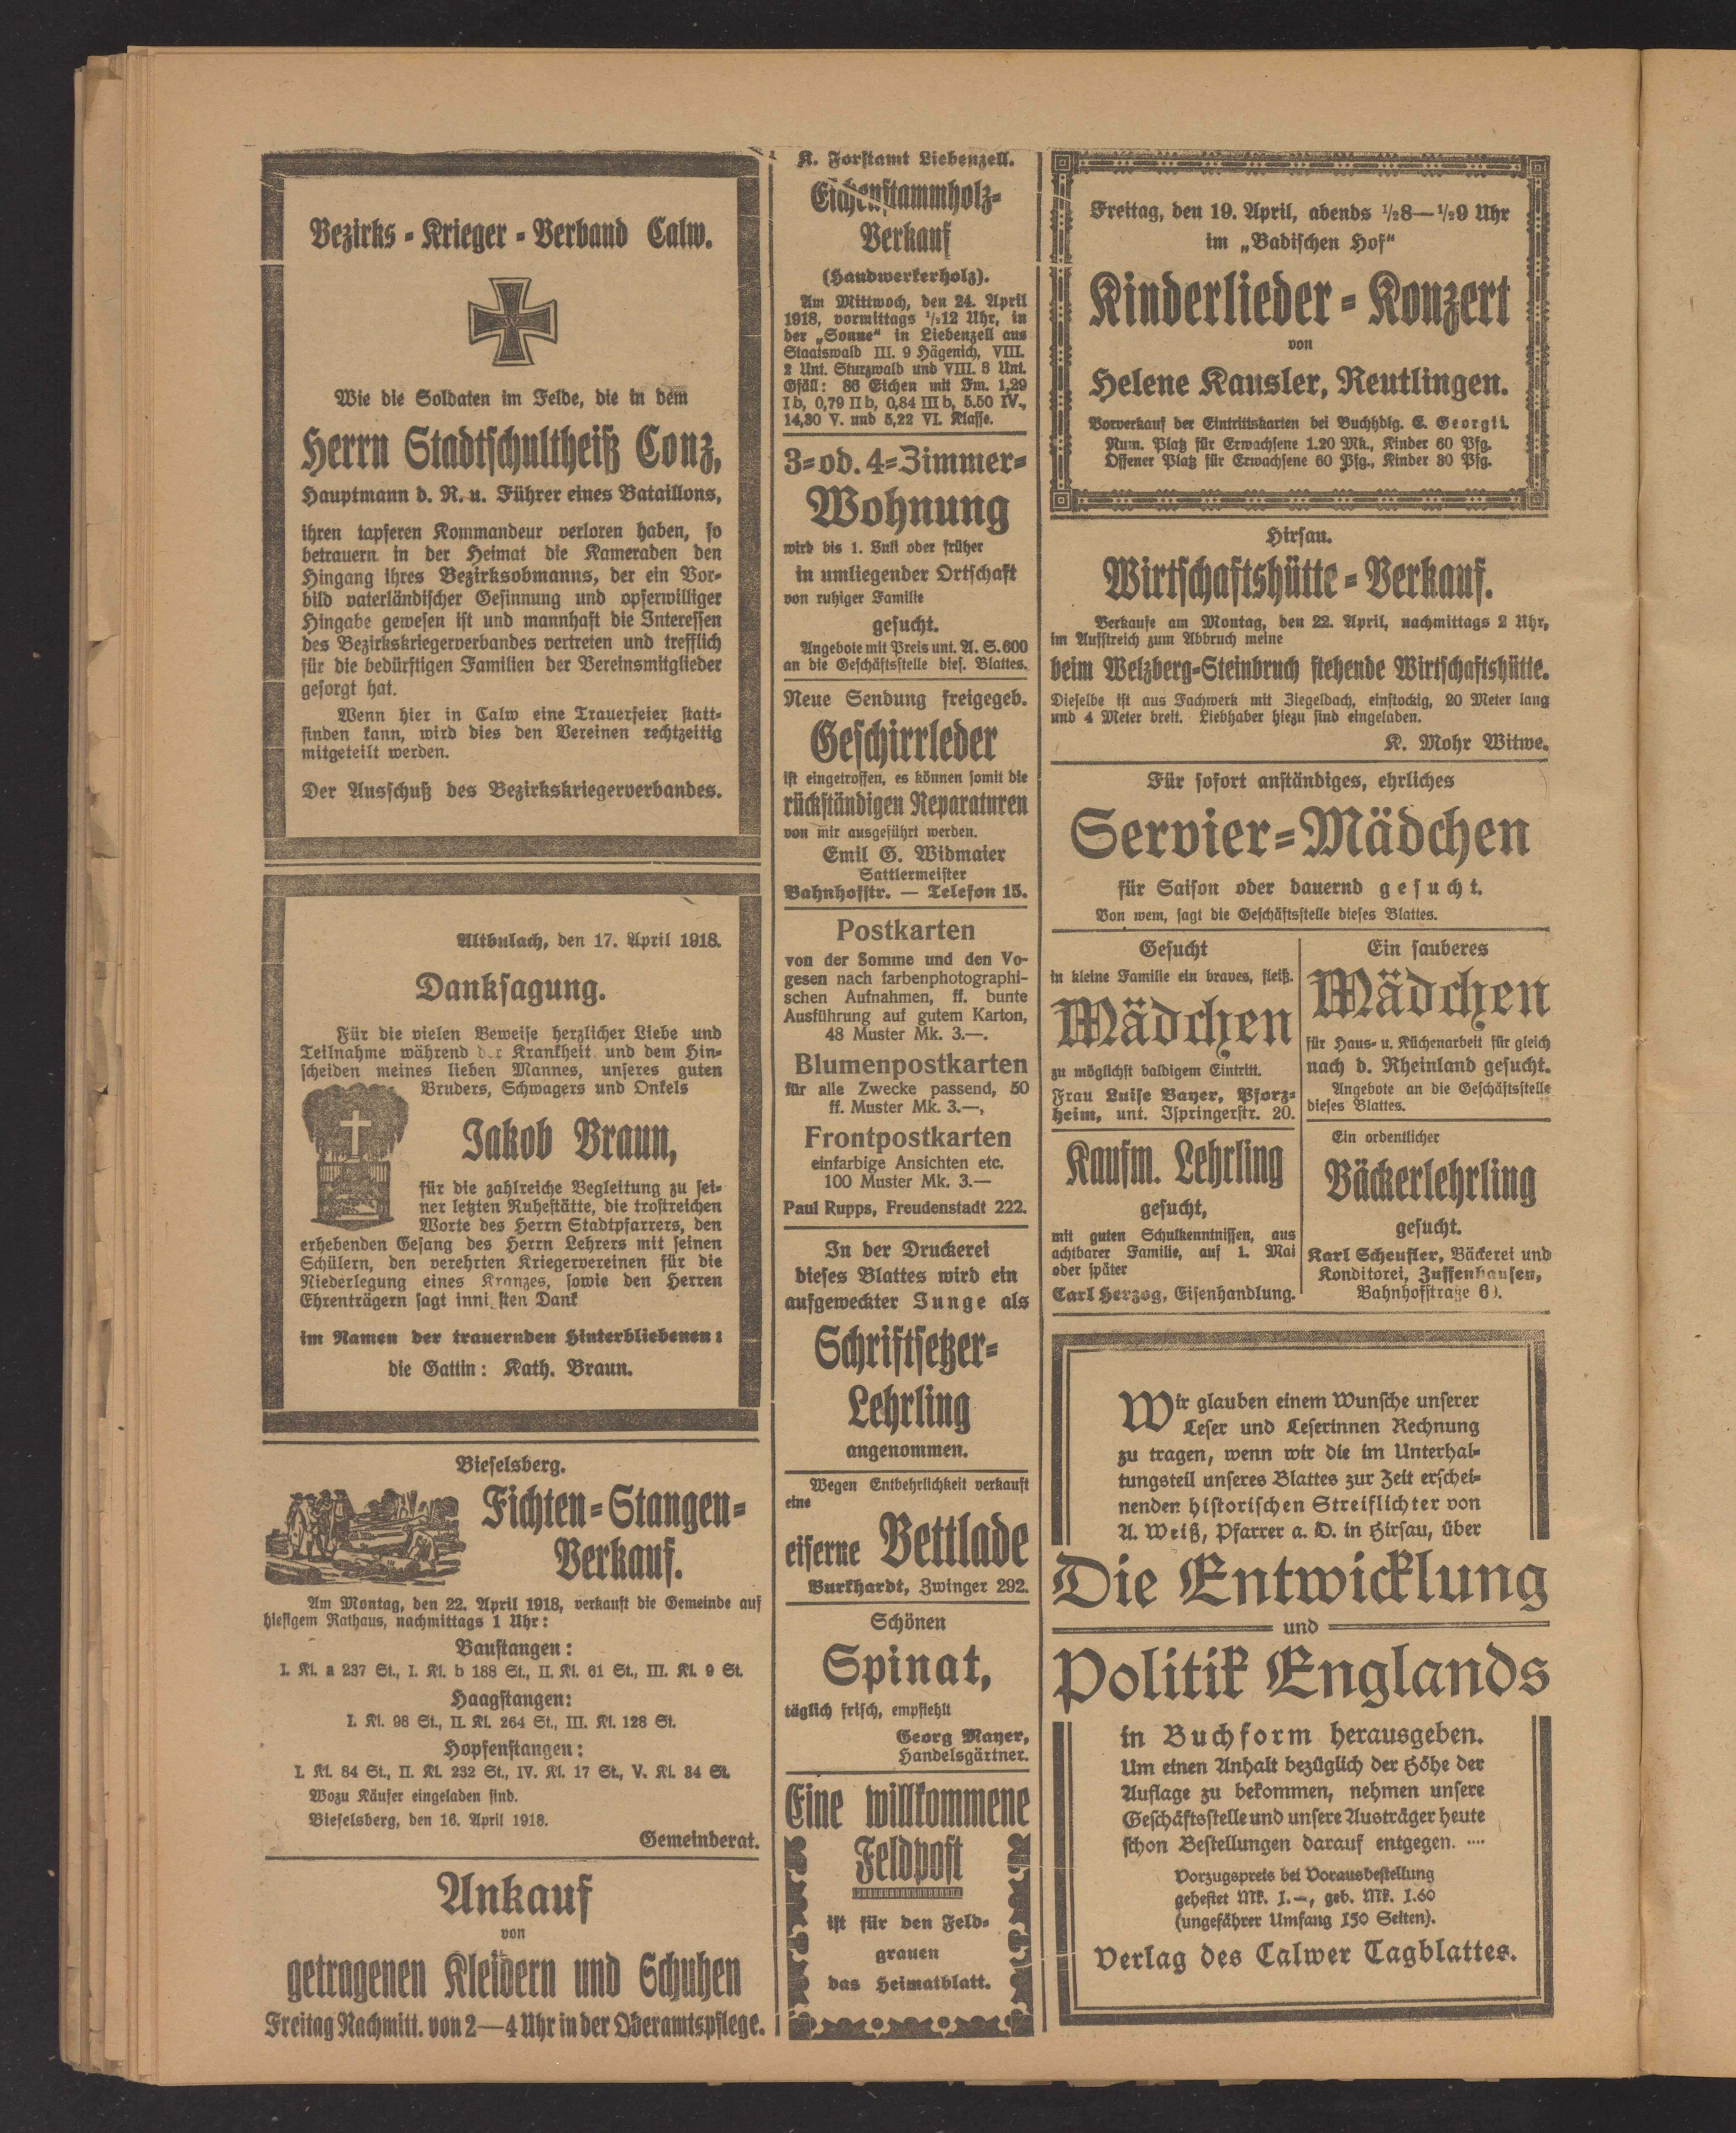 Bezirks-Krieger-Verband Calw.
Wie die Soldaten im Felde, die in dem
Herrn Stadtschultheiß Conz,
Hauptmann d. R. u. Führer eines Bataillons,
ihren tapferen Kommandeur verloren haben, so
betrauern in der Heimat die Kameraden den
Hingang ihres Bezirksobmanns, der ein Vor-
bild vaterländischer Gesinnung und opferwilliger
Hingabe gewesen ist und mannhaft die Interessen
des Bezirkskriegerverbandes vertreten und trefflich
für die bedürftigen Familien der Vereinsmitglieder
gesorgt hat.
Wenn hier in Calw eine Trauerfeier statt-
finden kann, wird dies den Vereinen rechtzeitig
mitgeteilt werden.
Der Ausschuß des Bezirkskriegerverbandes.
Altbulach, den 17. April 1918.
Danksagung.
Für die vielen Beweise herzlicher Liebe und
Teilnahme während der Krankheit und dem Hin-
scheiden meines lieben Mannes, unseres guten
Bruders, Schwagers und Onkels
Jakob Braun,
für die zahlreiche Begleitung zu sei-
ner letzten Ruhestätte, die trostreichen
Worte des Herrn Stadtpfarrers, den
erhebenden Gesang des Herrn Lehrers mit seinen
Schülern, den verehrten Kriegervereinen für die
Niederlegung eines Kranzes, sowie den Herren
Ehrenträgern sagt innigsten Dank
im Namen der trauernden Hinterbliebenen:
die Gattin: Kath. Braun.
Bieselsberg.
Fichten-Stangen-
Verkauf.
Am Montag, den 22. April 1918, verkauft die Gemeinde auf
hiesigem Rathaus, nachmittags 1 Uhr:
Baustangen:
I. Kl. a 237 St., I. Kl. b 188 St., II. Kl. 61 St., III. Kl. 9 St.
Haagstangen:
I. Kl. 98 St., II. Kl. 264 St., III. Kl. 128 St.
Hopfenstangen:
I. Kl. 84 St., II. Kl. 232 St., IV. Kl. 17 St., V. Kl. 34 St.
Wozu Käufer eingeladen sind.
Bieselsberg, den 16. April 1918.
Gemeinderat.
Ankauf
von
getragenen Kleidern und Schuhen
Freitag Nachmitt. von 2—4 Uhr in der Oberamtspflege.
K. Forstamt Liebenzell.
Eichenstammholz-
Verkauf
(Handwerkerholz).
Am Mittwoch, den 24. April
1918, vormittags 1/212 Uhr, in
der „Sonne“ in Liebenzell aus
Staatswald III. 9 Hägenich, VIII.
2 Unt. Sturzwald und VIII. 8 Unt.
Gfäll: 86 Eichen mit Fm. 1,29
Ib, 0,79 IIb, 0,84 IIIb, 5.50 IV.,
14,30 V. und 5,22 VI. Klasse.
3- od. 4-Zimmer-
Wohnung
wird bis 1. Juli oder früher
in umliegender Ortschaft
von ruhiger Familie
gesucht.
Angebote mit Preis unt. A. S. 600
an die Geschäftsstelle dies. Blattes.
Neue Sendung freigegeb.
Geschirrleder
ist eingetroffen, es können somit die
rückständigen Reparaturen
von mir ausgeführt werden.
Emil G. Widmaier
Sattlermeister
Bahnhofstr. — Telefon 15.
Postkarten
von der Somme und den Vo-
gesen nach farbenphotographi-
schen Aufnahmen, ff. bunte
Ausführung auf gutem Karton,
48 Muster Mk. 3.—.
Blumenpostkarten
für alle Zwecke passend, 50
ff. Muster Mk. 3.—,
Frontpostkarten
einfarbige Ansichten etc.
100 Muster Mk. 3.—
Paul Rupps, Freudenstadt 222.
In der Druckerei
dieses Blattes wird ein
aufgeweckter Junge als
Schriftsetzer-
Lehrling
angenommen.
Wegen Entbehrlichkeit verkauft
eine
eiserne Bettlade
Burkhardt, Zwinger 292.
Schönen
Spinat,
täglich frisch, empfiehlt
Georg Mayer,
Handelsgärtner.
Eine willkommene
Feldpost
ist für den Feld-
grauen
das Heimatblatt.
Freitag, den 19. April, abends 1/28—1/29 Uhr
im „Badischen Hof“
Kinderlieder-Konzert
von
Helene Kausler, Reutlingen.
Vorverkauf der Eintrittskarten bei Buchhdlg. E. Georgii.
Num. Platz für Erwachsene 1.20 Mk., Kinder 60 Pfg.
Offener Platz für Erwachsene 60 Pfg., Kinder 30 Pfg.
Hirsau.
Wirtschaftshütte-Verkauf.
Verkaufe am Montag, den 22. April, nachmittags 2 Uhr,
im Aufstreich zum Abbruch meine
beim Welzberg-Steinbruch stehende Wirtschaftshütte.
Dieselbe ist aus Fachwerk mit Ziegeldach, einstockig, 20 Meter lang
und 4 Meter breit. Liebhaber hiezu sind eingeladen.
K. Mohr Witwe.
Für sofort anständiges, ehrliches
Servier-Mädchen
für Saison oder dauernd gesucht.
Von wem, sagt die Geschäftsstelle dieses Blattes.
Gesucht
in kleine Familie ein braves, fleiß.
Mädchen
zu möglichst baldigem Eintritt.
Frau Luise Bayer, Pforz-
heim, unt. Ispringerstr. 20.
Kaufm. Lehrling
gesucht,
mit guten Schulkenntnissen, aus
achtbarer Familie, auf 1. Mai
oder später
Carl Herzog, Eisenhandlung.
Ein sauberes
Mädchen
für Haus- u. Küchenarbeit für gleich
nach d. Rheinland gesucht.
Angebote an die Geschäftsstelle
dieses Blattes.
Ein ordentlicher
Bäckerlehrling
gesucht.
Karl Scheufler, Bäckerei und
Konditorei, Zuffenhausen,
Bahnhofstraße
Wir glauben einem Wunsche unserer
Leser und Leserinnen Rechnung
zu tragen, wenn wir die im Unterhal-
tungsteil unseres Blattes zur Zeit erschei-
nenden historischen Streiflichter von
A. Weiß, Pfarrer a. D. in Hirsau, über
Die Entwicklung
und
Politik Englands
in Buchform herausgeben.
Um einen Anhalt bezüglich der Höhe der
Auflage zu bekommen, nehmen unsere
Geschäftsstelle und unsere Austräger heute
schon Bestellungen darauf entgegen. ....
Vorzugspreis bei Vorausbestellung
geheftet Mk. 1.—, geb. Mk. 1.60
(ungefährer Umfang 150 Seiten).
Verlag des Calwer Tagblattes.